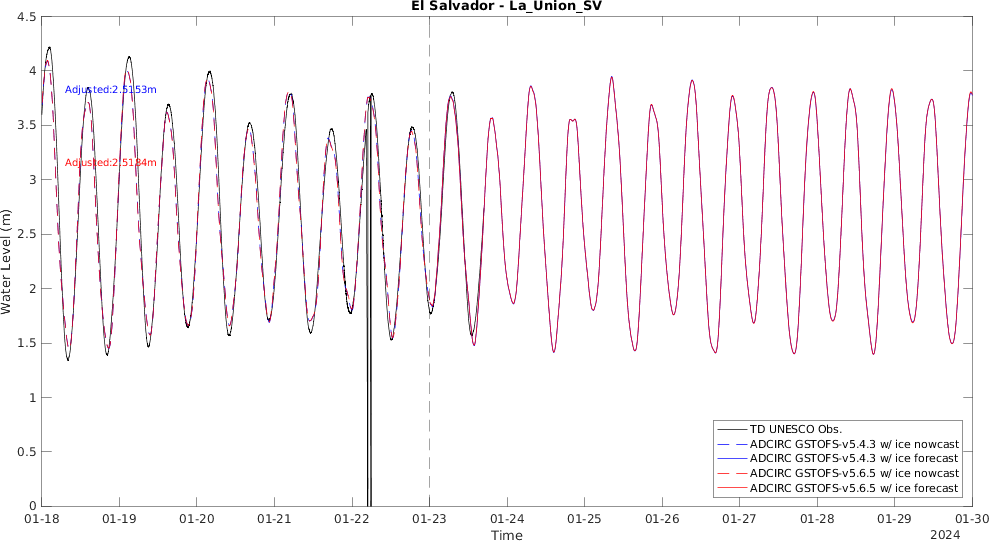 El Salvador - La_Union_SV
4.5
4
3.5
3
2.5
2
1.5
1
0.5
0
Water Level (m)
Adjusted:2.5153m
Adjusted:2.5184m
TD UNESCO Obs.
ADCIRC GSTOFS-v5.4.3 w/ ice nowcast
ADCIRC GSTOFS-v5.4.3 w/ ice forecast
ADCIRC GSTOFS-v5.6.5 w/ ice nowcast
ADCIRC GSTOFS-v5.6.5 w/ ice forecast
01-18 01-19 01-20 01-21 01-22 01-23 01-24 01-25 01-26 01-27 01-28 01-29 01-30
Time
2024